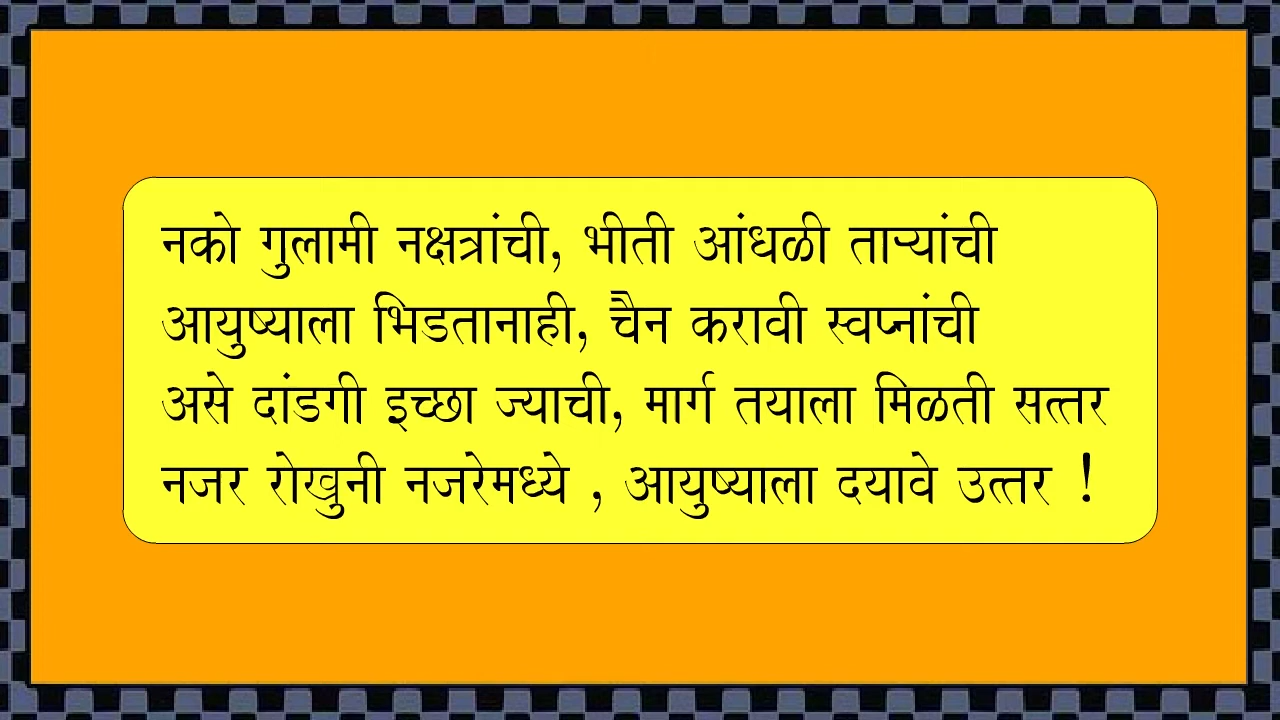 नको गुलामी नक्षत्रांची, भीती आंधळी ताऱ्यांची
आयुष्याला भिडतानाही, चैन करावी स्वप्नांची
असे दांडगी इच्छा ज्याची, मार्ग तयाला मिळती सत्तर
नजर रोखुनी नजरेमध्ये , आयुष्याला दयावे उत्तर !